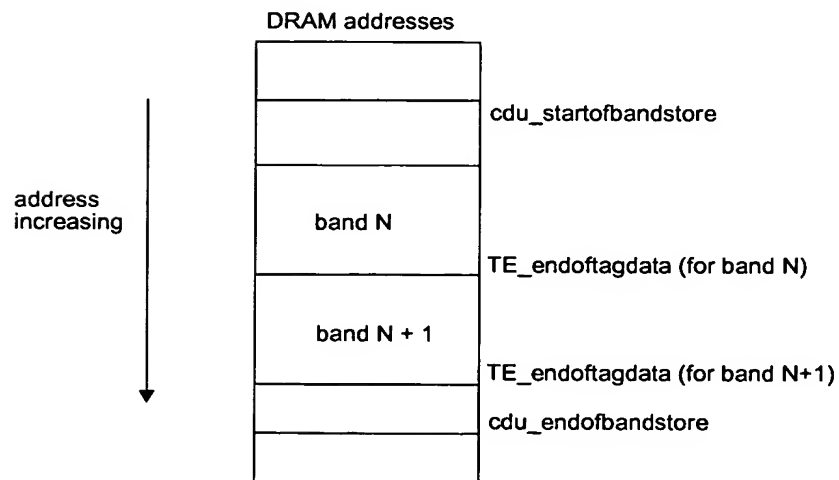 DRAM addresses
cdu_startofbandstore
address
increasing
band N
TE_endoftagdata (for band N)
band N + 1
TE_endoftagdata (for band N+1)
cdu_endofbandstore